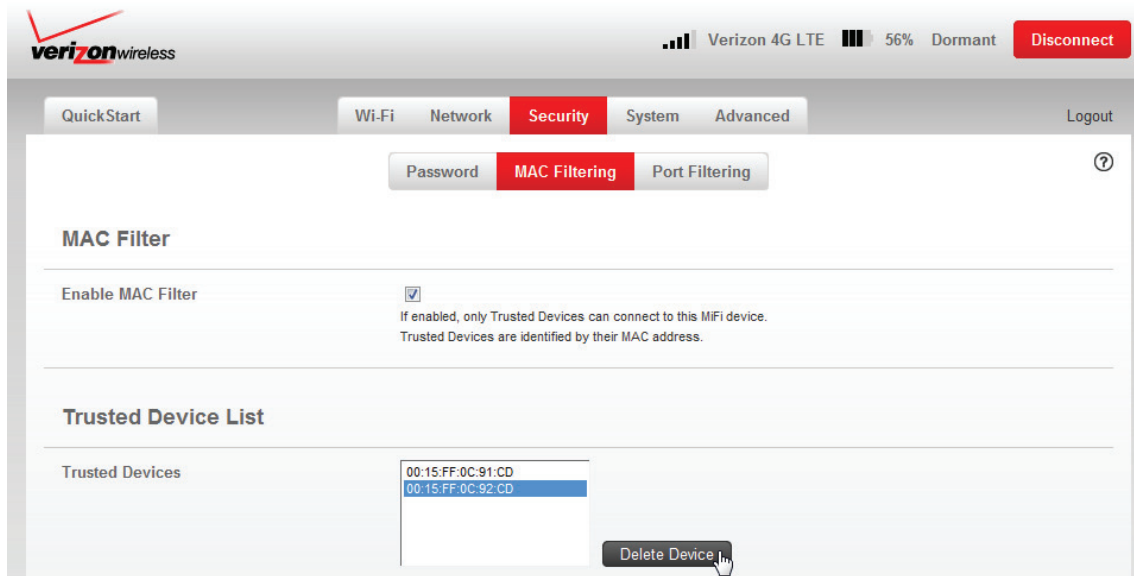 verizonwireless
Verizon 4G LTE 56% Dormant Disconnect
QuickStart Wi-Fi Network Security System Advanced Logout
Password MAC Filtering Port Filtering ?
MAC Filter
Enable MAC Filter
If enabled, only Trusted Devices can connect to this MiFi device.
Trusted Devices are identified by their MAC address.
Trusted Device List
Trusted Devices
00:15:FF:0C:91:CD
00:15:FF:0C:92:CD
Delete Device